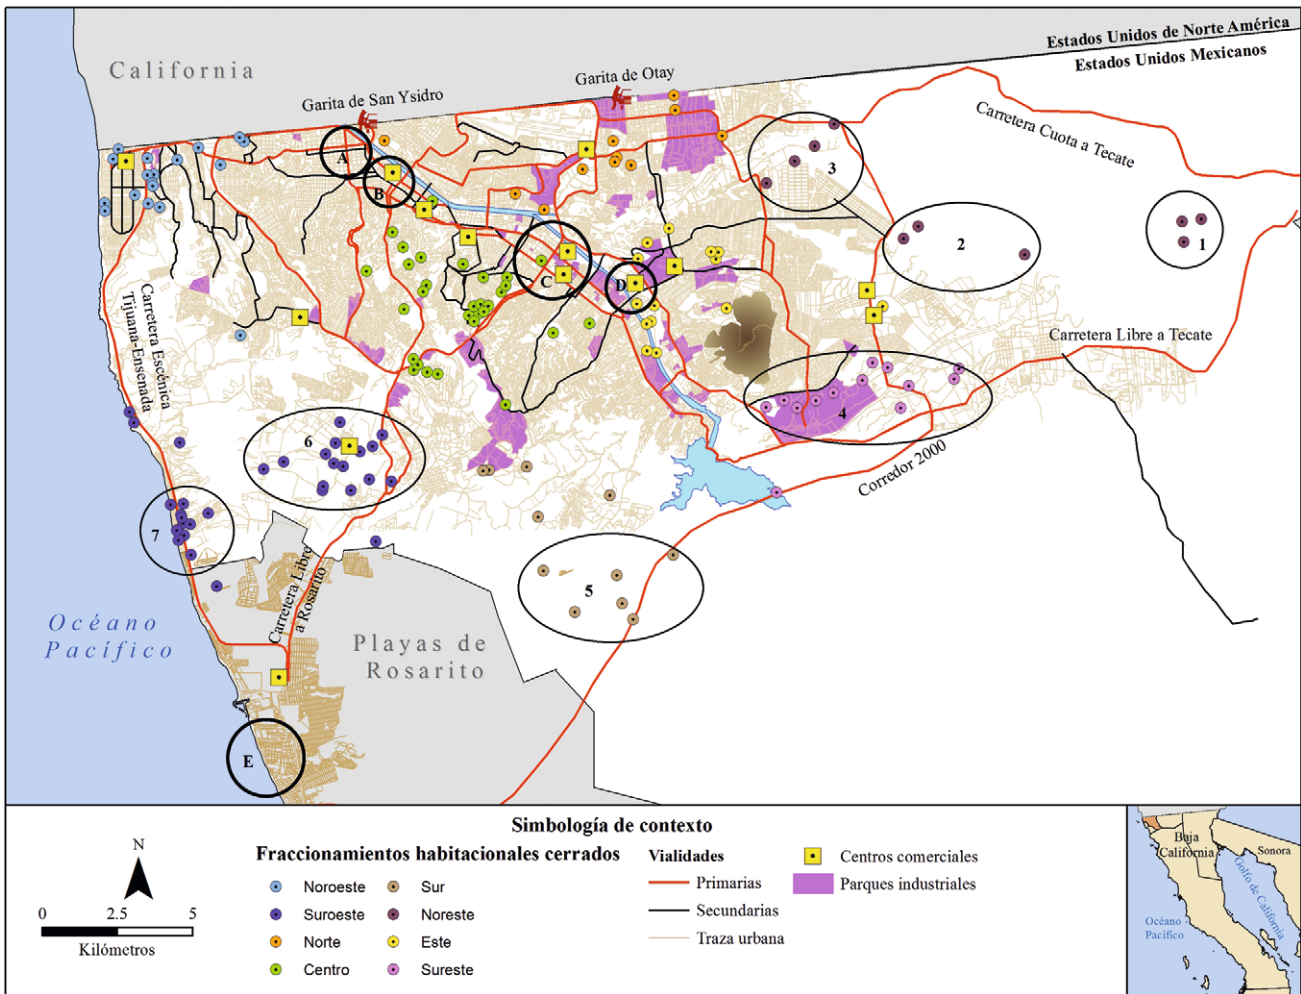 Estados Unidos de Norte América
Estados Unidos Mexicanos
California
Garita de Otay
Garita de San Ysidro
Carretera Cuota a Tecate
A
B
3
2
1
C
D
Carretera Escénica
Tijuana-Ensenada
Carretera Libre a Tecate
4
6
Corredor 2000
7
5
Carretera Libre
a Rosarito
Océano
Pacífico
Playas de
Rosarito
E
Simbología de contexto
N
0 2.5 5
Kilómetros
Fraccionamientos habitacionales cerrados
Noroeste
Suroeste
Norte
Centro
Sur
Noreste
Este
Sureste
Vialidades
Primarias
Secundarias
Traza urbana
Centros comerciales
Parques industriales
Baja
California
Sonora
Golfo de California
Océano
Pacífico